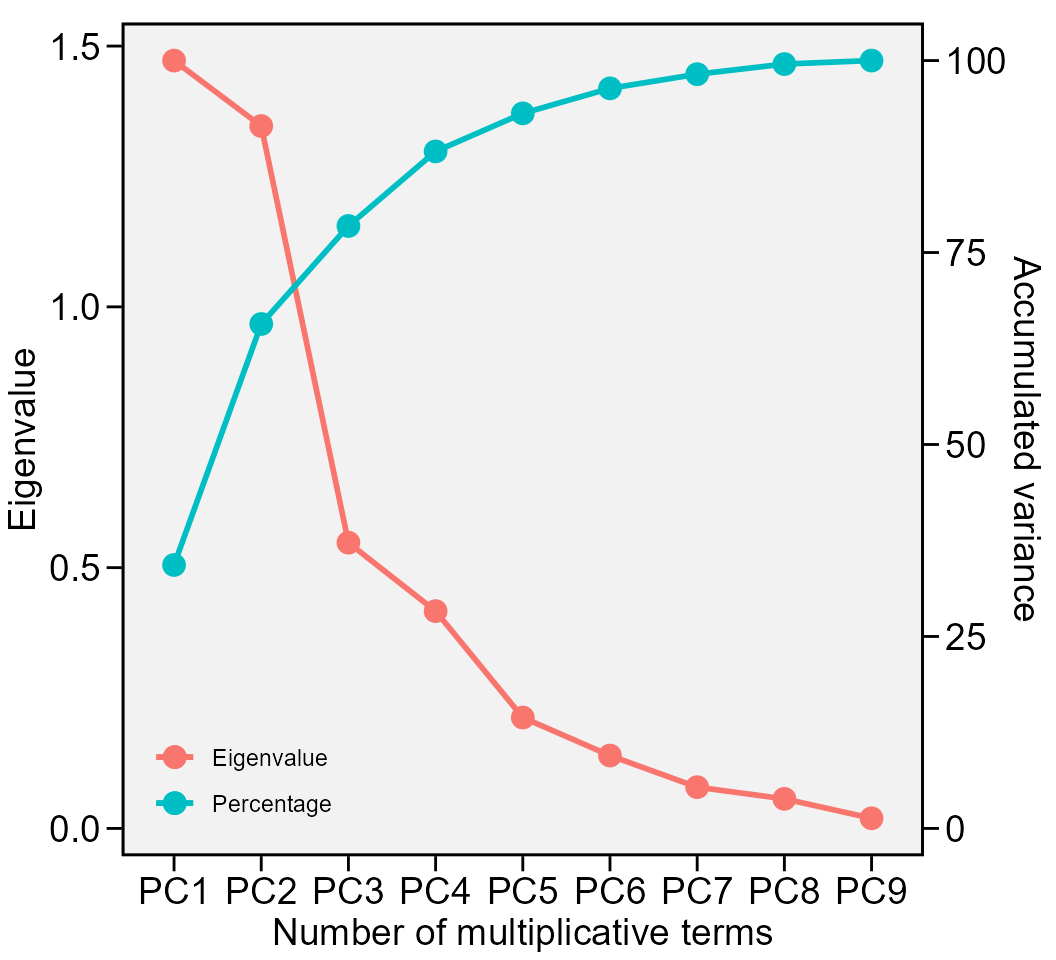 Eigenvalue
1.5
1.0
0.5
0.0
100
75
50
25
0
Accumulated variance
Eigenvalue
Percentage
PC1 PC2 PC3 PC4 PC5 PC6 PC7 PC8 PC9
Number of multiplicative terms